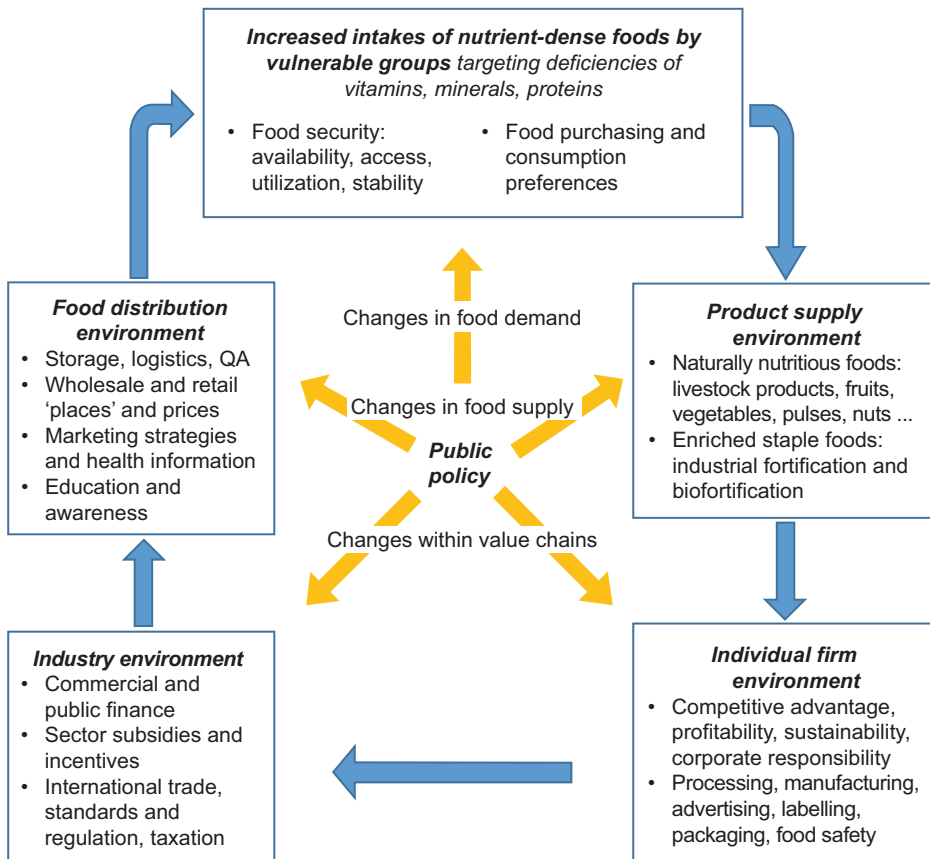 Increased intakes of nutrient-dense foods by
vulnerable groups targeting deficiencies of
vitamins, minerals, proteins
• Food security:
availability, access,
utilization, stability
• Food purchasing and
consumption
preferences
Food distribution
environment
• Storage, logistics, QA
• Wholesale and retail
‘places’ and prices
• Marketing strategies
and health information
• Education and
awareness
Changes in food demand
Changes in food supply
Public
policy
Changes within value chains
Product supply
environment
• Naturally nutritious foods:
livestock products, fruits,
vegetables, pulses, nuts ...
• Enriched staple foods:
industrial fortification and
biofortification
Industry environment
• Commercial and
public finance
• Sector subsidies and
incentives
• International trade,
standards and
regulation, taxation
Individual firm
environment
• Competitive advantage,
profitability, sustainability,
corporate responsibility
• Processing, manufacturing,
advertising, labelling,
packaging, food safety